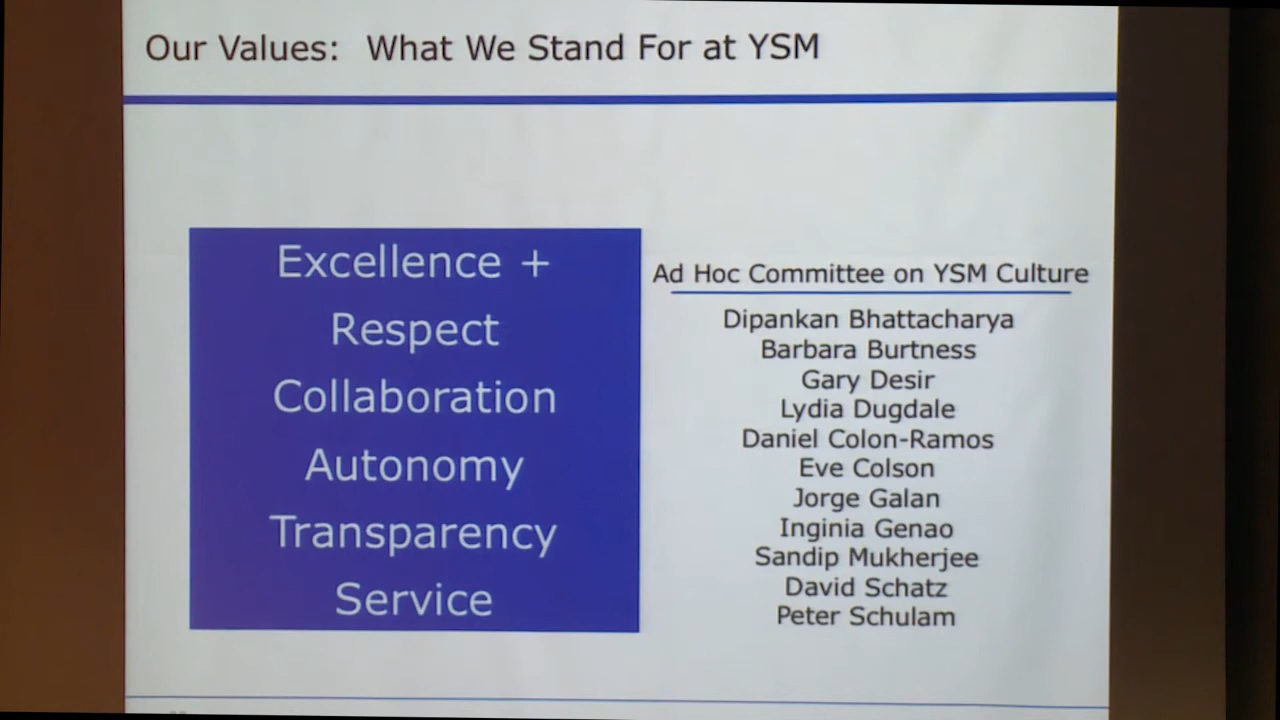 Our Values: What We Stand For at YSM
Excellence +
Respect
Collaboration
Autonomy
Transparency
Service
Ad Hoc Committee on YSM Culture
Dipankan Bhattacharya
Barbara Burtness
Gary Desir
Lydia Dugdale
Daniel Colon-Ramos
Eve Colson
Jorge Galan
Inginia Genao
Sandip Mukherjee
David Schatz
Peter Schulam